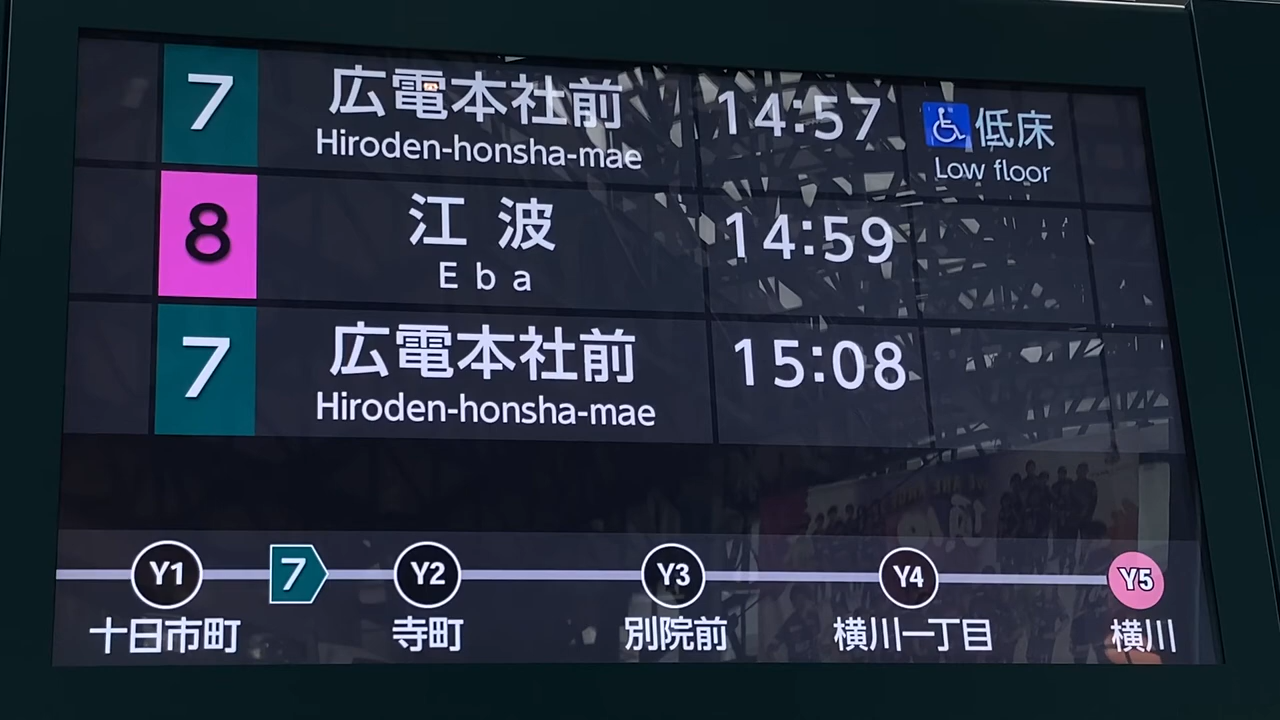 7 広電本社前 14:57 低床
Hiroden-honsha-mae Low floor
8 江波 14:59
Eba
7 広電本社前 15:08
Hiroden-honsha-mae
Y1 7 Y2 Y3 Y4 Y5
十日市町 寺町 別院前 横川一丁目 横川